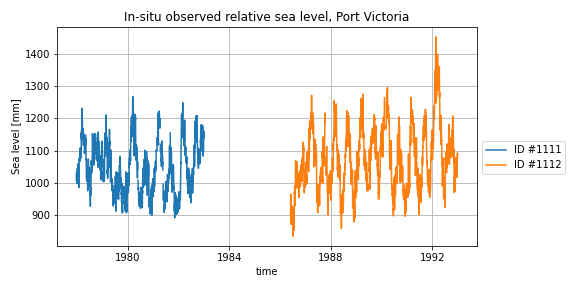 In-situ observed relative sea level, Port Victoria
1400
1300
1200
1100
1000
900
Sea level [mm]
1980
1984
1988
1992
time
ID #1111
ID #1112